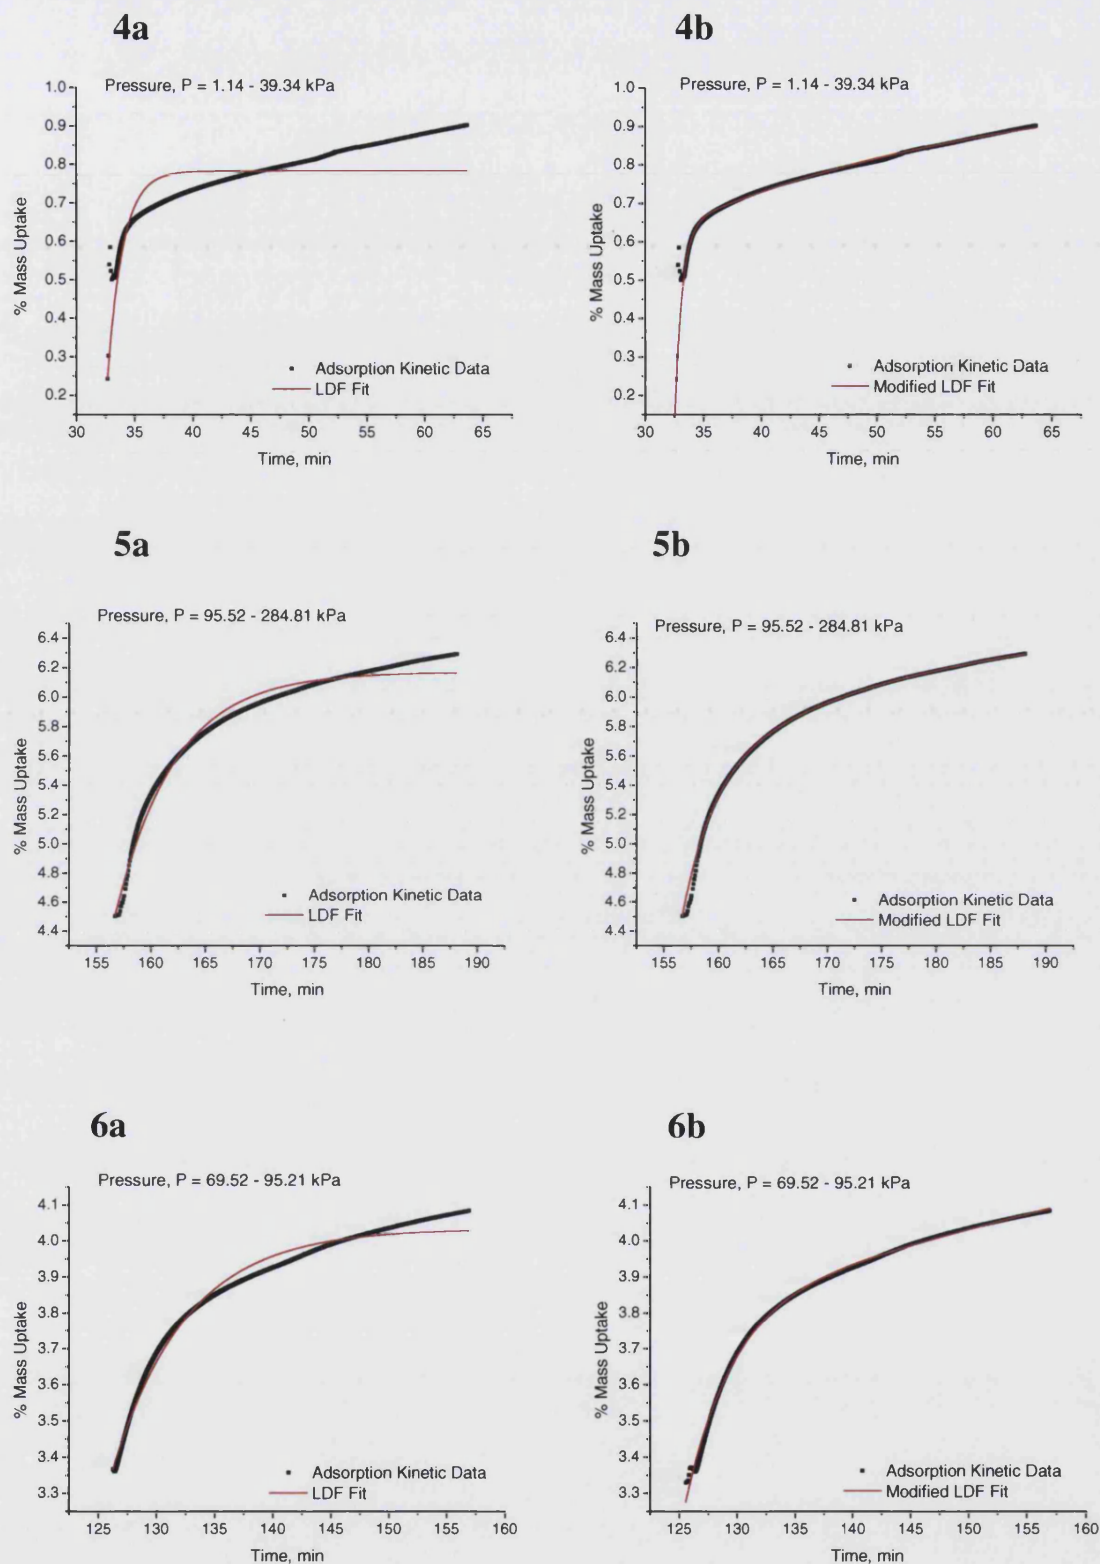 4a
Pressure, P = 1.14 - 39.34 kPa
% Mass Uptake
1.0
0.9
0.8
0.7
0.6
0.5
0.4
0.3
0.2
Adsorption Kinetic Data
LDF Fit
30 35 40 45 50 55 60 65
Time, min
4b
Pressure, P = 1.14 - 39.34 kPa
% Mass Uptake
1.0
0.9
0.8
0.7
0.6
0.5
0.4
0.3
0.2
Adsorption Kinetic Data
Modified LDF Fit
30 35 40 45 50 55 60 65
Time, min
5a
Pressure, P = 95.52 - 284.81 kPa
% Mass Uptake
6.4
6.2
6.0
5.8
5.6
5.4
5.2
5.0
4.8
4.6
4.4
Adsorption Kinetic Data
LDF Fit
155 160 165 170 175 180 185 190
Time, min
5b
Pressure, P = 95.52 - 284.81 kPa
% Mass Uptake
6.4
6.2
6.0
5.8
5.6
5.4
5.2
5.0
4.8
4.6
4.4
Adsorption Kinetic Data
Modified LDF Fit
155 160 165 170 175 180 185 190
Time, min
6a
Pressure, P = 69.52 - 95.21 kPa
% Mass Uptake
4.1
4.0
3.9
3.8
3.7
3.6
3.5
3.4
3.3
Adsorption Kinetic Data
LDF Fit
125 130 135 140 145 150 155 160
Time, min
6b
Pressure, P = 69.52 - 95.21 kPa
% Mass Uptake
4.1
4.0
3.9
3.8
3.7
3.6
3.5
3.4
3.3
Adsorption Kinetic Data
Modified LDF Fit
125 130 135 140 145 150 155 160
Time, min